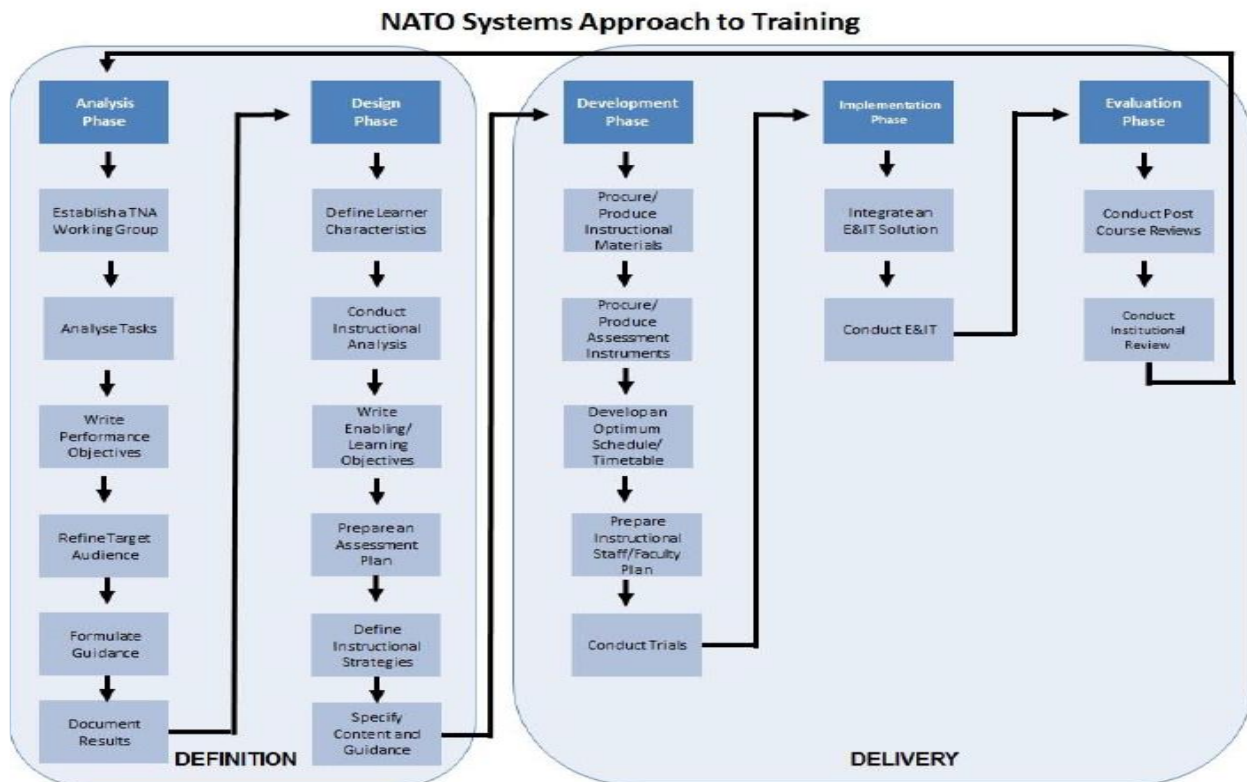 NATO Systems Approach to Training
Analysis
Phase
Establish a TNA
Working Group
Analyse Tasks
Write
Performance
Objectives
Refine Target
Audience
Formulate
Guidance
Document
Results
Design
Phase
Define Learner
Characteristics
Conduct
Instructional
Analysis
Write
Enabling/
Learning
Objectives
Prepare an
Assessment
Plan
Define
Instructional
Strategies
Specify
Content and
Guidance
DEFINITION
Development
Phase
Procure/
Produce
Instructional
Materials
Procure/
Produce
Assessment
Instruments
Develop an
Optimum
Schedule/
Timetable
Prepare
Instructional
Staff/Faculty
Plan
Conduct Trials
Implementation
Phase
Integrate an
E&IT Solution
Conduct E&IT
Evaluation
Phase
Conduct Post
Course Reviews
Conduct
Institutional
Review
DELIVERY